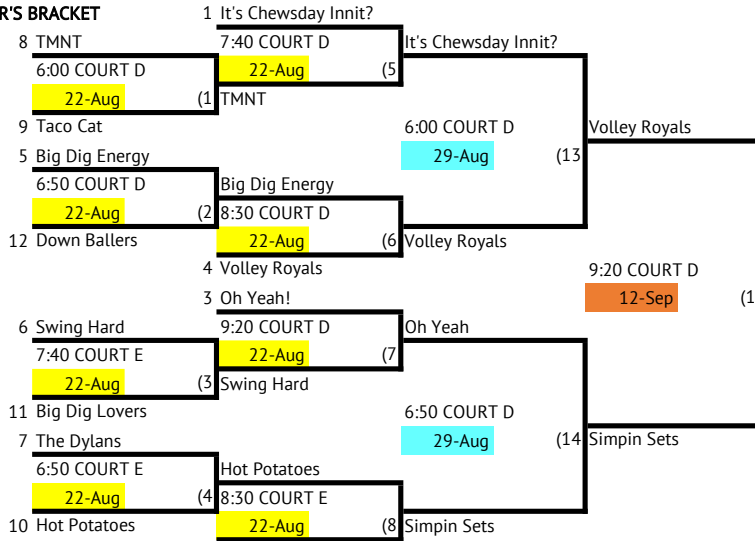 R'S BRACKET
1 It's Chewsday Innit?
8 TMNT
7:40 COURT D
It's Chewsday Innit?
6:00 COURT D
22-Aug
(5
22-Aug
(1
TMNT
9 Taco Cat
6:00 COURT D
Volley Royals
5 Big Dig Energy
29-Aug
(13
6:50 COURT D
Big Dig Energy
22-Aug
(2
8:30 COURT D
12 Down Ballers
22-Aug
(6
Volley Royals
4 Volley Royals
9:20 COURT D
3 Oh Yeah!
12-Sep
(1
6 Swing Hard
9:20 COURT D
Oh Yeah
7:40 COURT E
22-Aug
(7
22-Aug
(3
Swing Hard
11 Big Dig Lovers
6:50 COURT D
7 The Dylans
29-Aug
(14
Simpin Sets
6:50 COURT E
Hot Potatoes
22-Aug
(4
8:30 COURT E
10 Hot Potatoes
22-Aug
(8
Simpin Sets